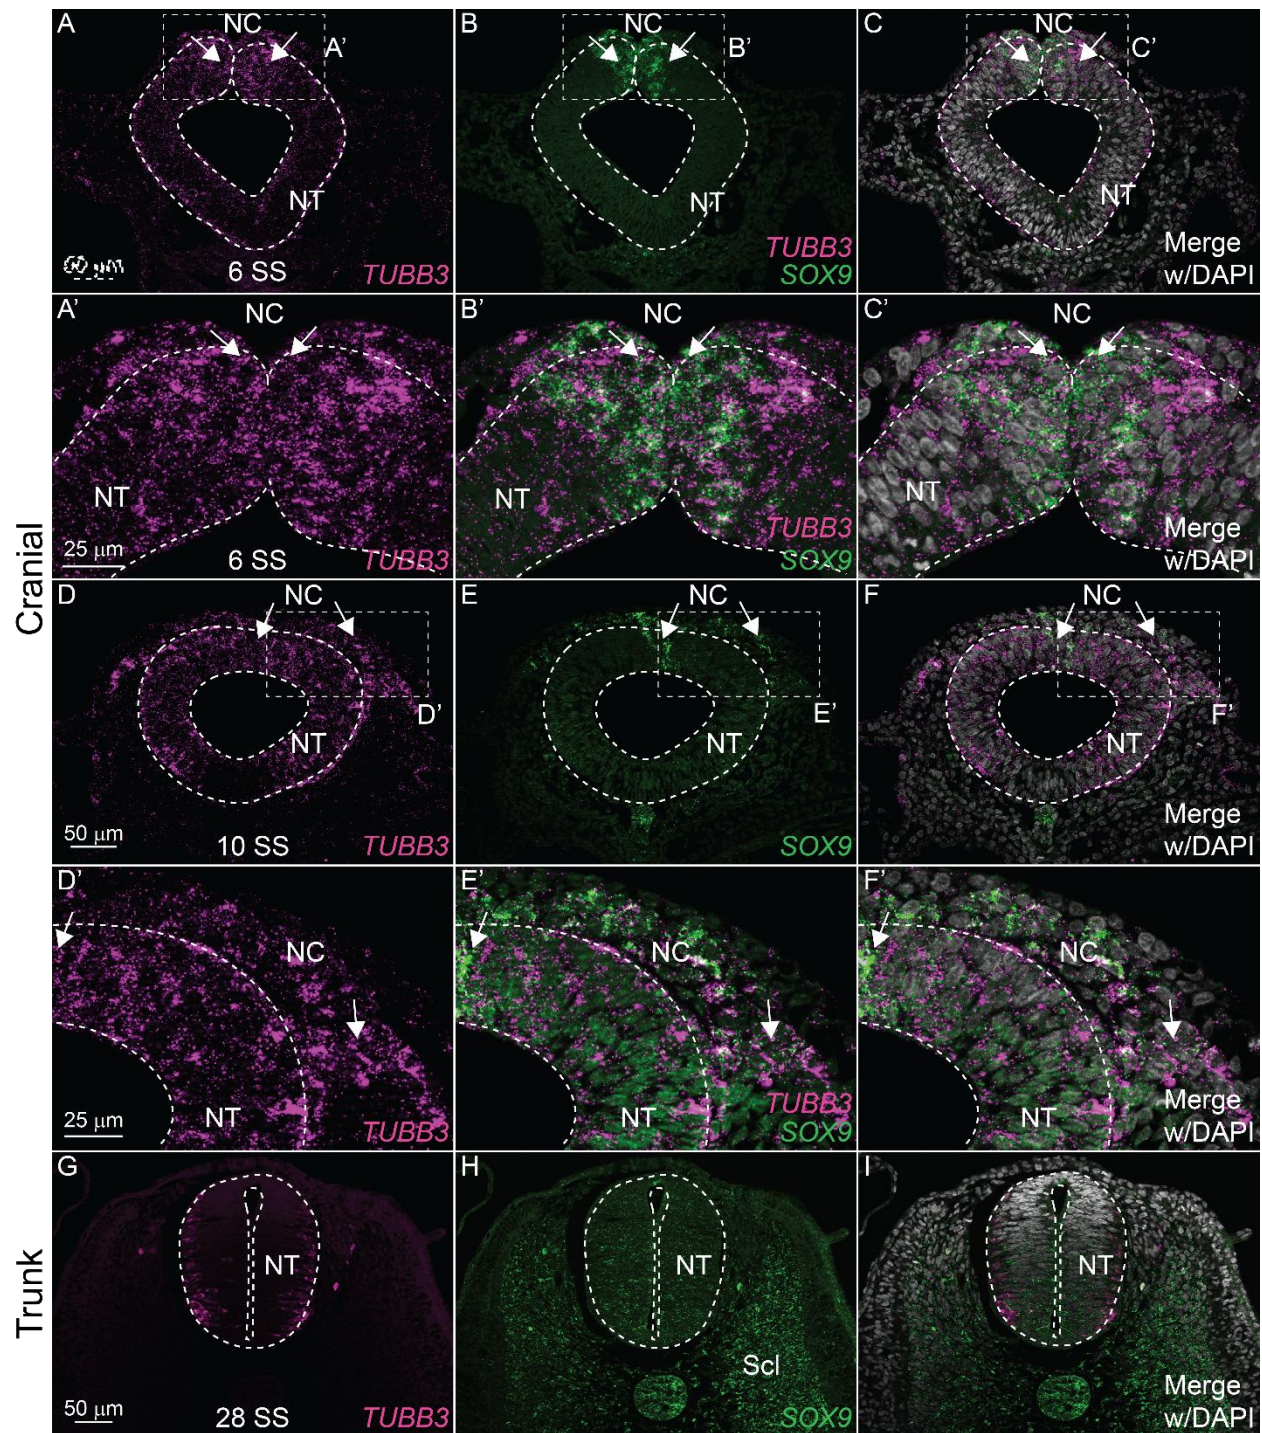 Cranial
Trunk
A
NC
A'
NT
6 SS
TUBB3
B
NC
B'
NT
TUBB3
SOX9
C
NC
C'
NT
Merge
w/DAPI
A'
NC
NT
25 μm
6 SS
TUBB3
B'
NC
NT
TUBB3
SOX9
C'
NC
NT
Merge
w/DAPI
D
NC
D'
NT
50 μm
10 SS
TUBB3
E
NC
E'
NT
SOX9
F
NC
F'
NT
Merge
w/DAPI
D'
NC
NT
25 μm
TUBB3
E'
NC
NT
TUBB3
SOX9
F'
NC
NT
Merge
w/DAPI
G
NT
50 μm
28 SS
TUBB3
H
NT
Scl
SOX9
I
NT
Merge
w/DAPI